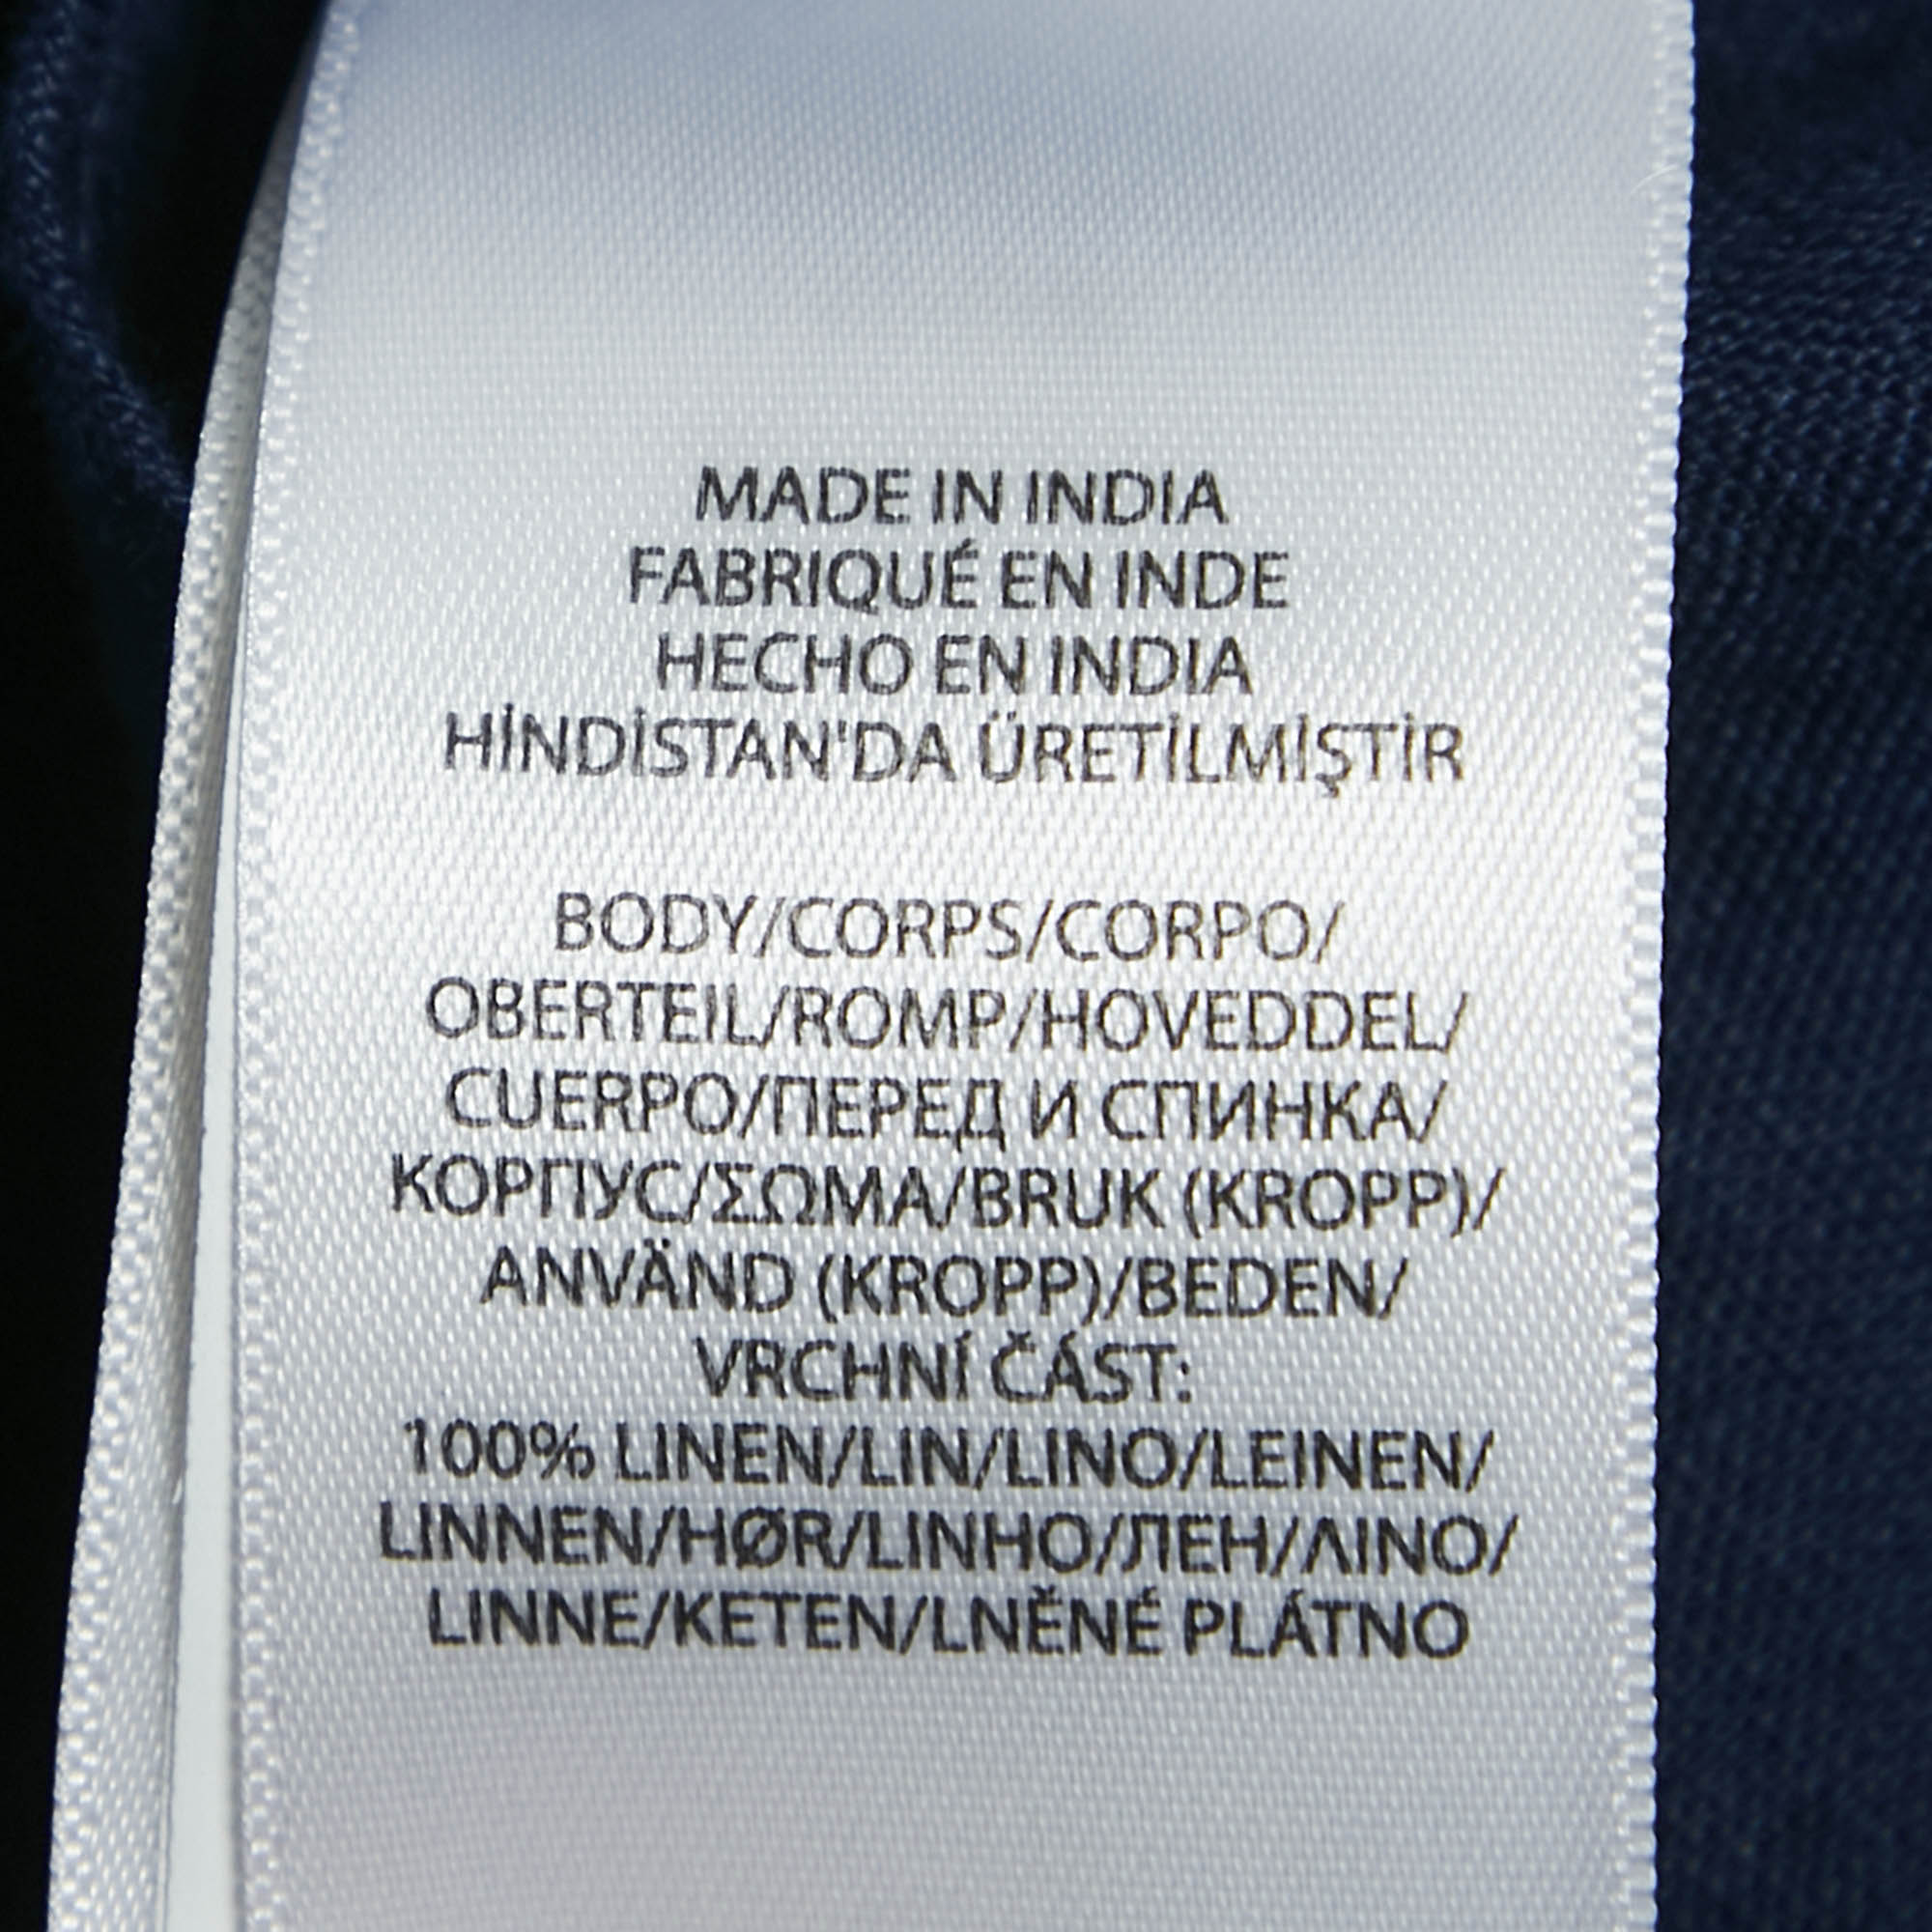 MADE IN INDIA
FABRIQUÉ EN INDE
HECHO EN INDIA
HİNDİSTAN'DA ÜRETİLMİŞTİR
BODY/CORPS/CORPO/
OBERTEIL/ROMP/HOVEDDEL/
CUERPO/ПЕРЕД И СПИНКА/
КОРПУС/ΣΩΜΑ/BRUK (KROPP)/
ANVÄND (KROPP)/BEDEN/
VRCHNÍ ČÁST:
100% LINEN/LIN/LINO/LEINEN/
LINNEN/HØR/LINHO/ЛЕН/ΛΙΝΟ/
LINNE/KETEN/LNĚNÉ PLÁTNO